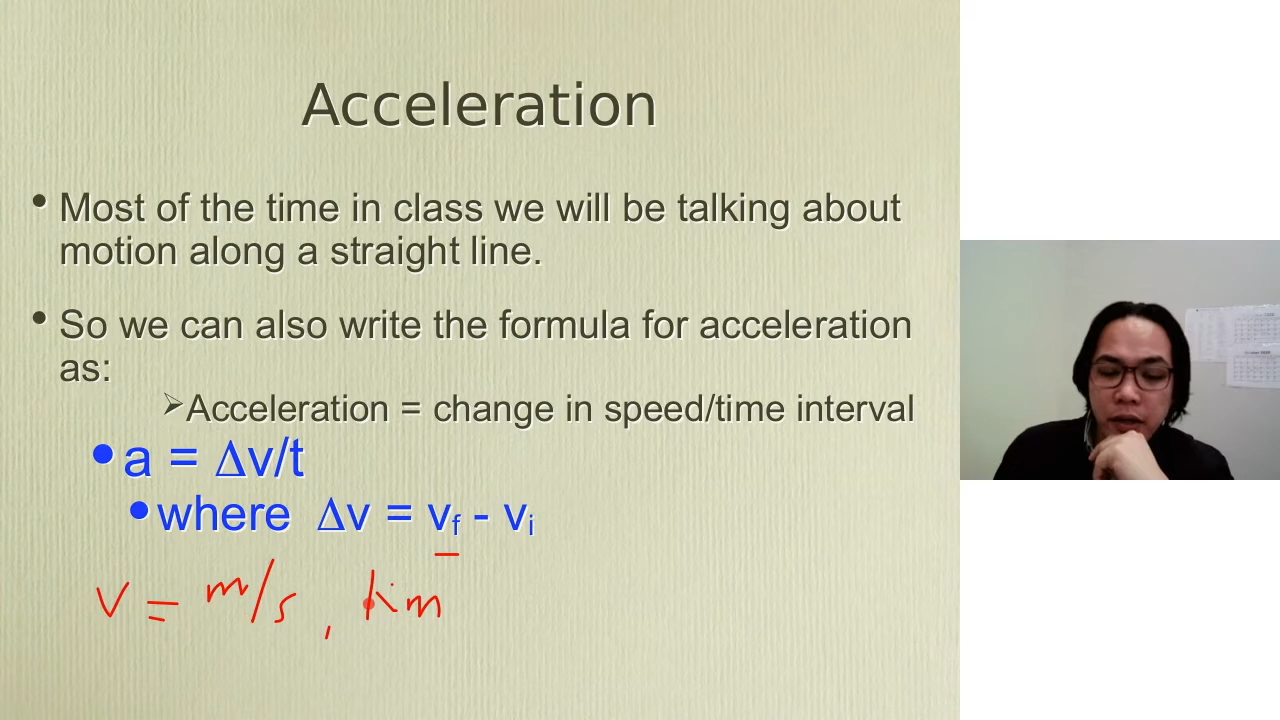 Acceleration
• Most of the time in class we will be talking about
motion along a straight line.
• So we can also write the formula for acceleration
as:
➢Acceleration = change in speed/time interval
• a = Δv/t
• where Δv = vf - vi
v = m/s , km